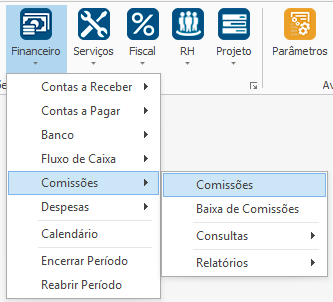 Financeiro Serviços Fiscal RH Projeto Parâmetros
Contas a Receber
Contas a Pagar
Banco
Fluxo de Caixa
Comissões Comissões
Despesas Baixa de Comissões
Calendário Consultas
Encerrar Período Relatórios
Reabrir Período